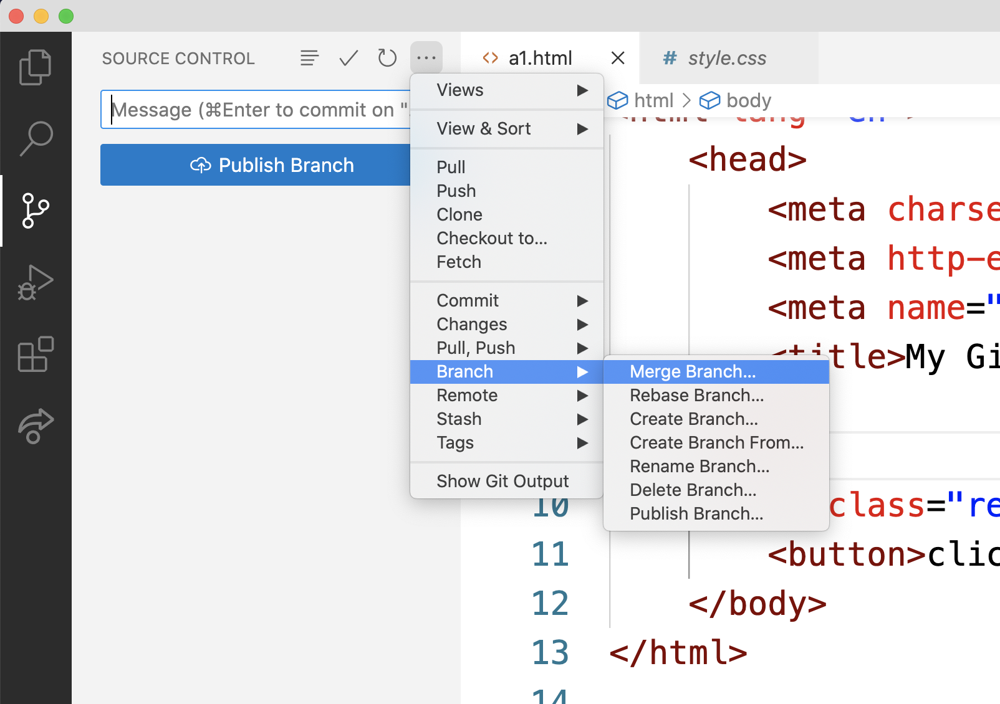 SOURCE CONTROL
Message (⌘Enter to commit on "
Publish Branch
Views
View & Sort
Pull
Push
Clone
Checkout to...
Fetch
Commit
Changes
Pull, Push
Branch
Remote
Stash
Tags
Show Git Output
Merge Branch...
Rebase Branch...
Create Branch...
Create Branch From...
Rename Branch...
Delete Branch...
Publish Branch...
<> a1.html
# style.css
html > body
<head>
<meta charse
<meta http-e
<meta name="
<title>My Gi
10 class="re
11 <button>clic
12 </body>
13 </html>
14